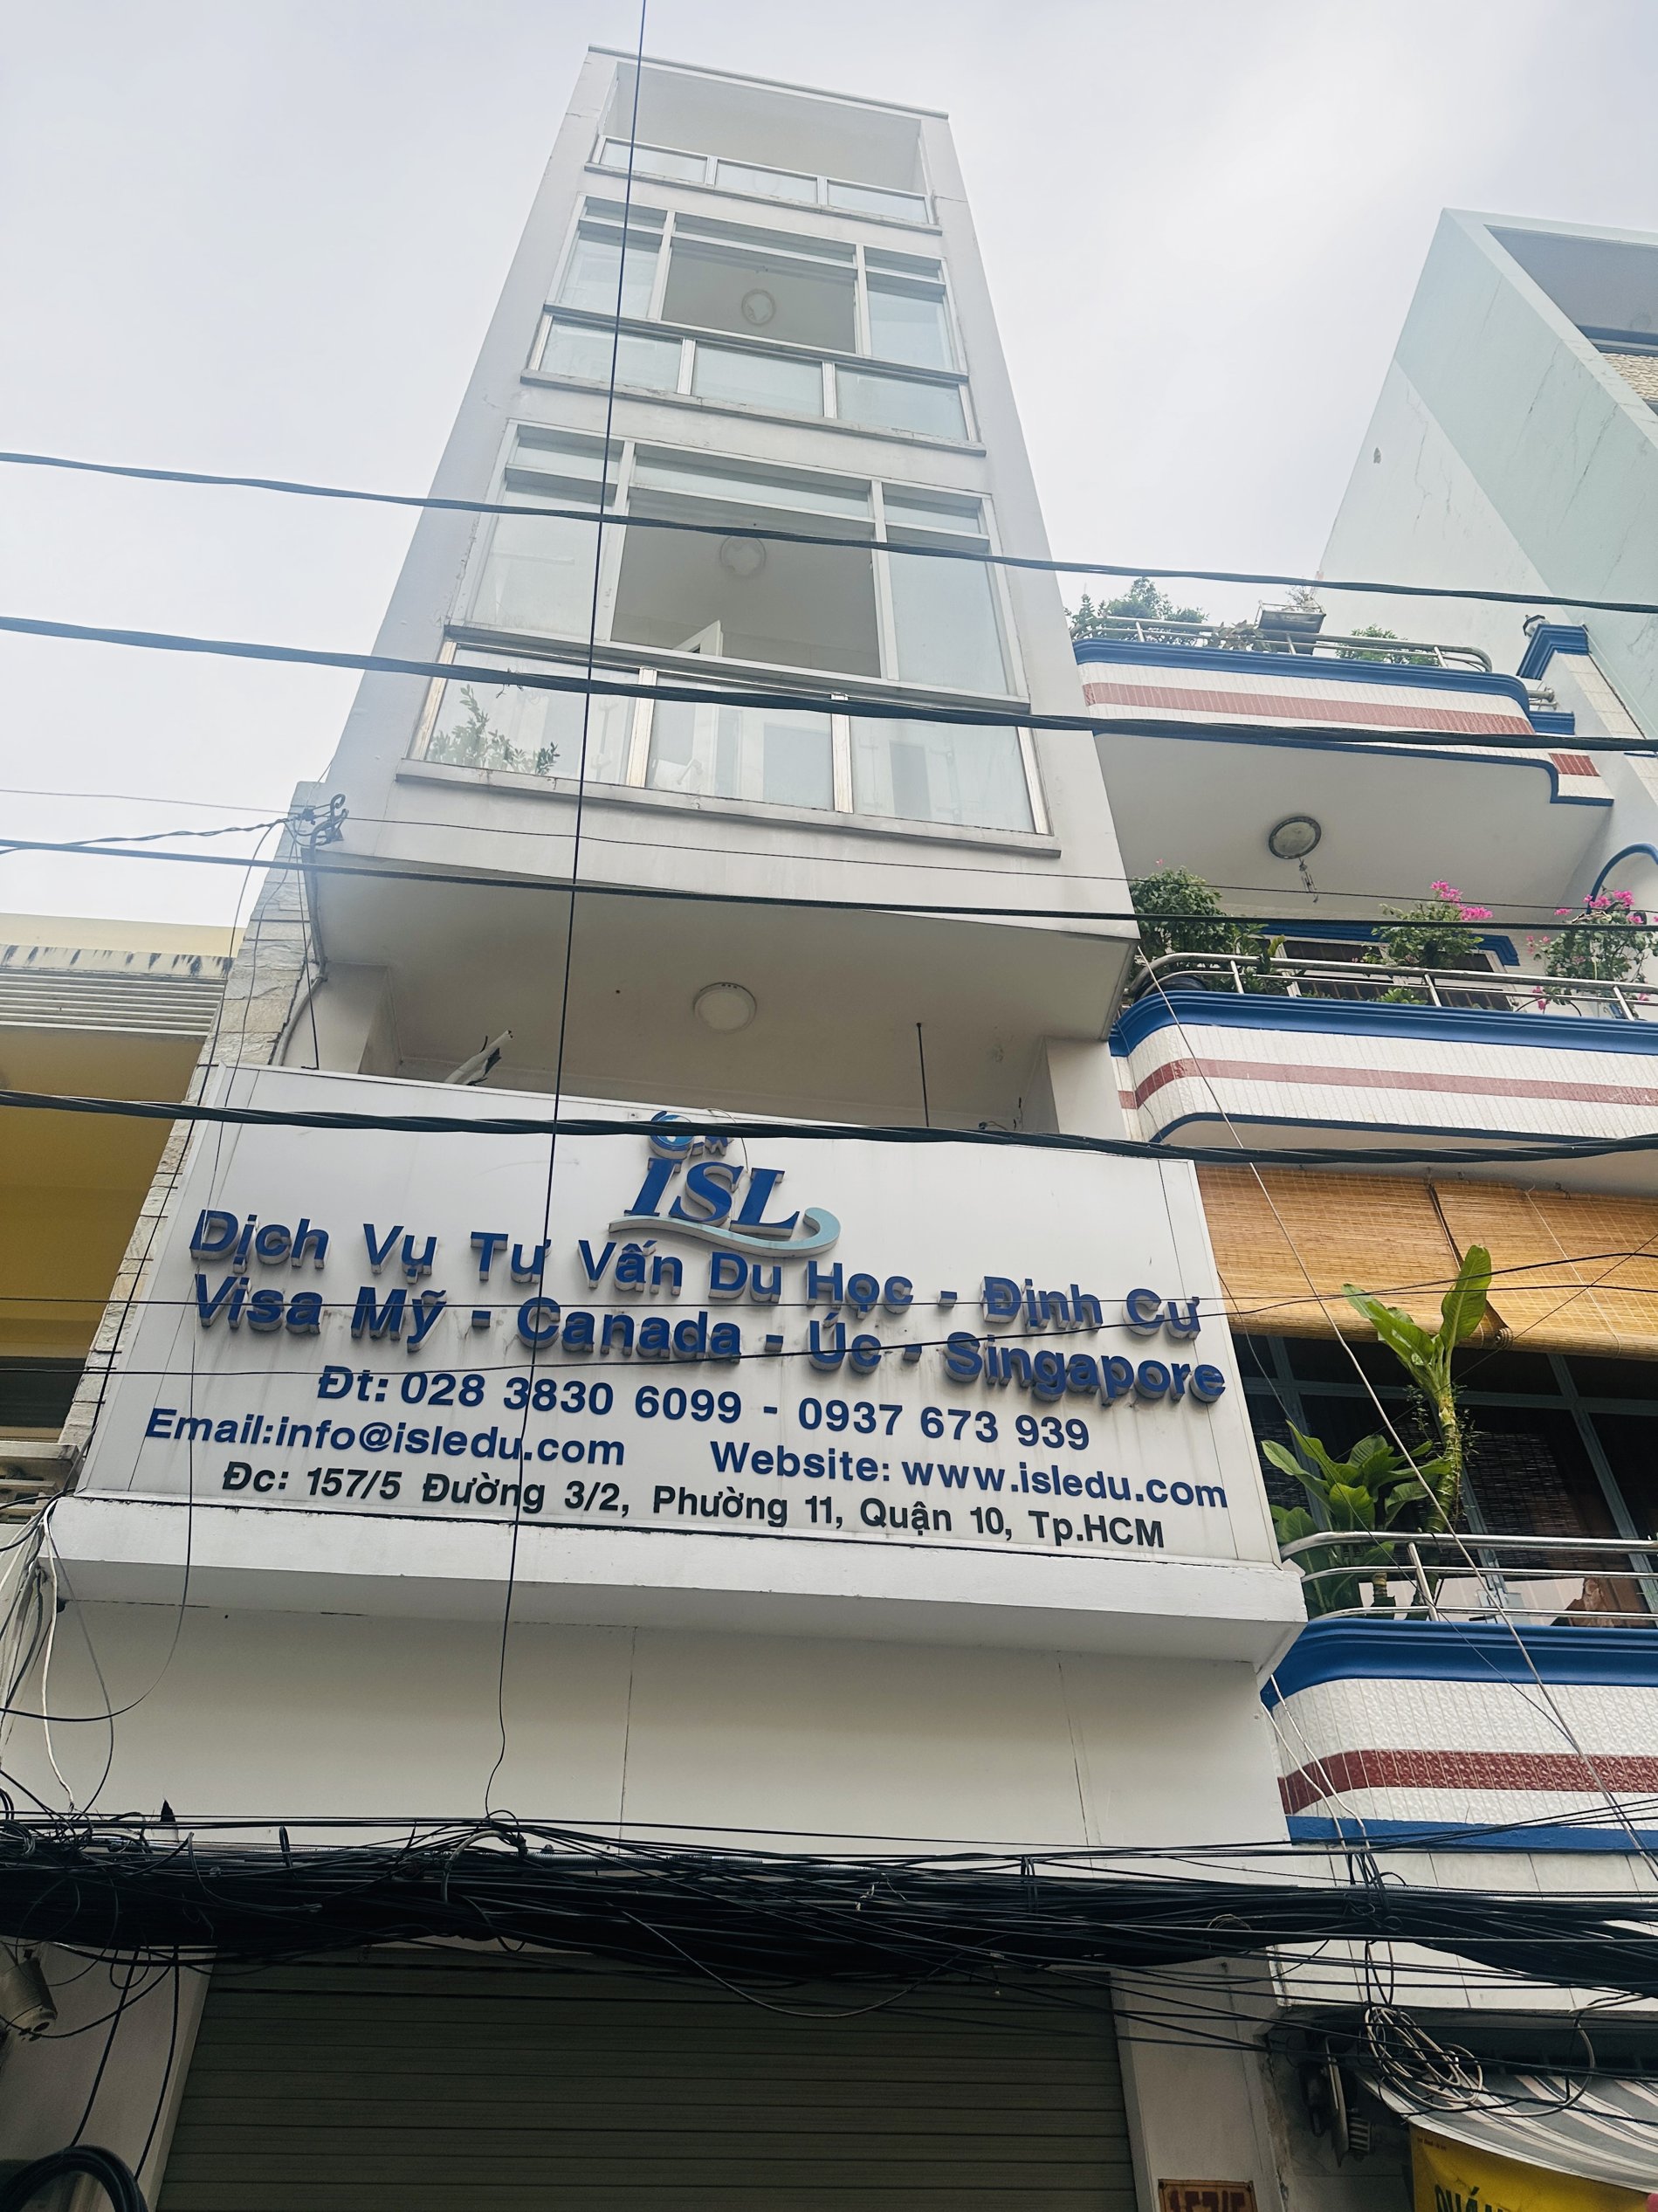 ISL
Dịch Vụ Tư Vấn Du Học - Định Cư
Visa Mỹ - Canada - Úc - Singapore
Đt: 028 3830 6099 - 0937 673 939
Email:info@isledu.com Website: www.isledu.com
Đc: 157/5 Đường 3/2, Phường 11, Quận 10, Tp.HCM
157/5